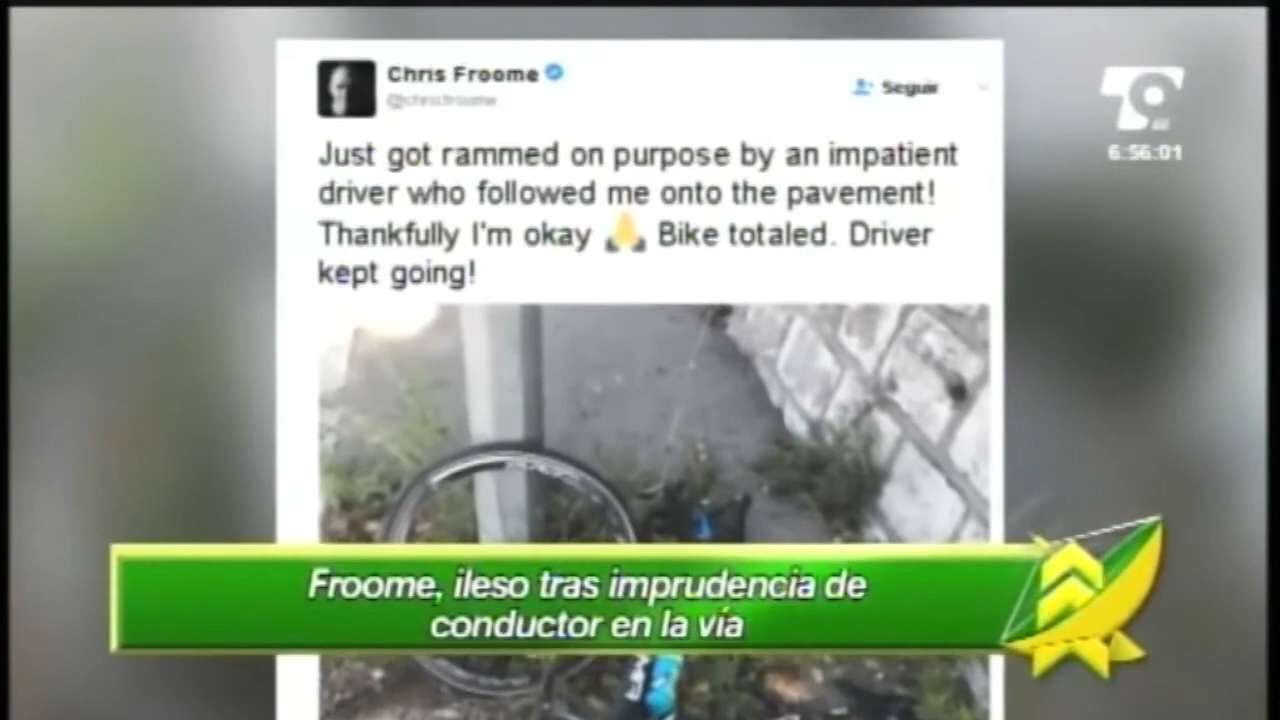 Chris Froome
@chrisfroome
Seguir
Just got rammed on purpose by an impatient
driver who followed me onto the pavement!
Thankfully I'm okay 🙏 Bike totaled. Driver
kept going!
6:56:01
Froome, ileso tras imprudencia de
conductor en la vía